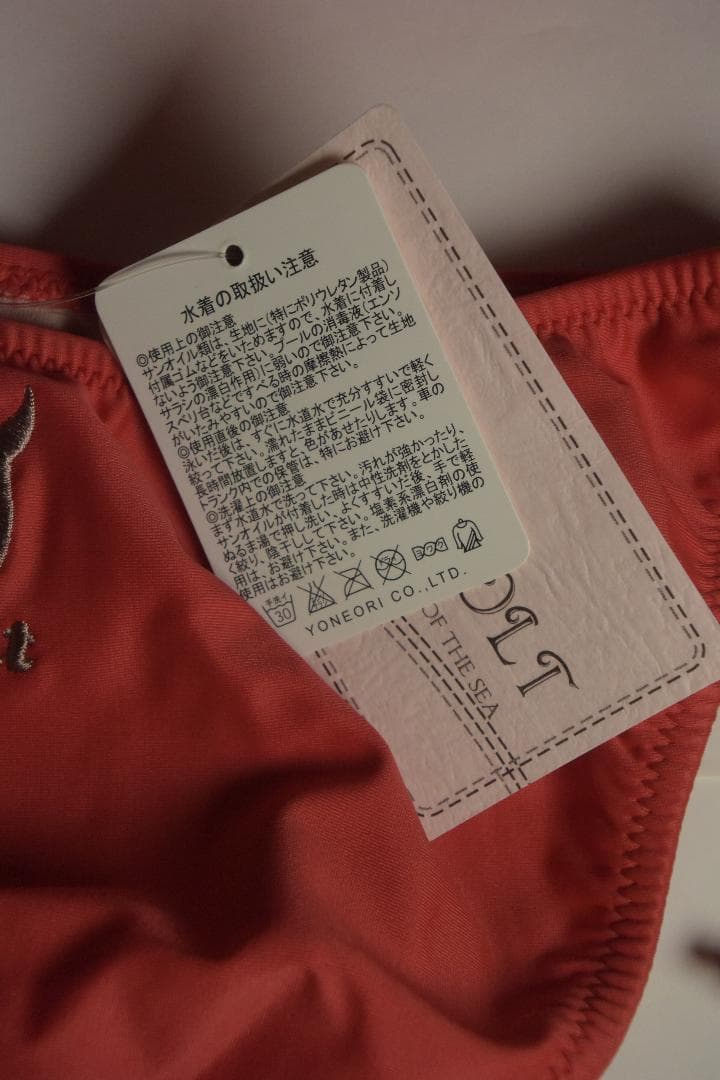 水着の取扱い注意
◎使用上の御注意
サンオイル類は、生地に(特にポリウレタン製品)
付属ゴムなどをいためますので、水着に付着し
ないよう御注意下さい。プールの消毒液(エンソ
サラシの漂白作用)に弱いので御注意下さい。
スベリ台などですべる時の摩擦熱によって生地
がいたみやすいので御注意下さい。
◎使用直後の御注意
泳いだ後は、すぐに水道水で充分すすいで軽く
絞って下さい。濡れたままビニール袋に密封し
長時間放置しますと、色があせたりします。車の
トランク内での保管は、特にお避け下さい。
◎洗濯上の御注意
まず水道水で洗って下さい。汚れが強かったり、
サンオイルが付着した時は中性洗剤をとかした
ぬるま湯で押し洗い、よくすすいだ後、手で軽
く絞り、陰干しして下さい。塩素系漂白剤の使
用は、お避け下さい。また、洗濯機や絞り機の
使用はお避け下さい。
手洗イ
30
エンソ
サラシ
ドライ
ヨワク
YONEORI CO.,LTD.
OLT
OF THE SEA
t